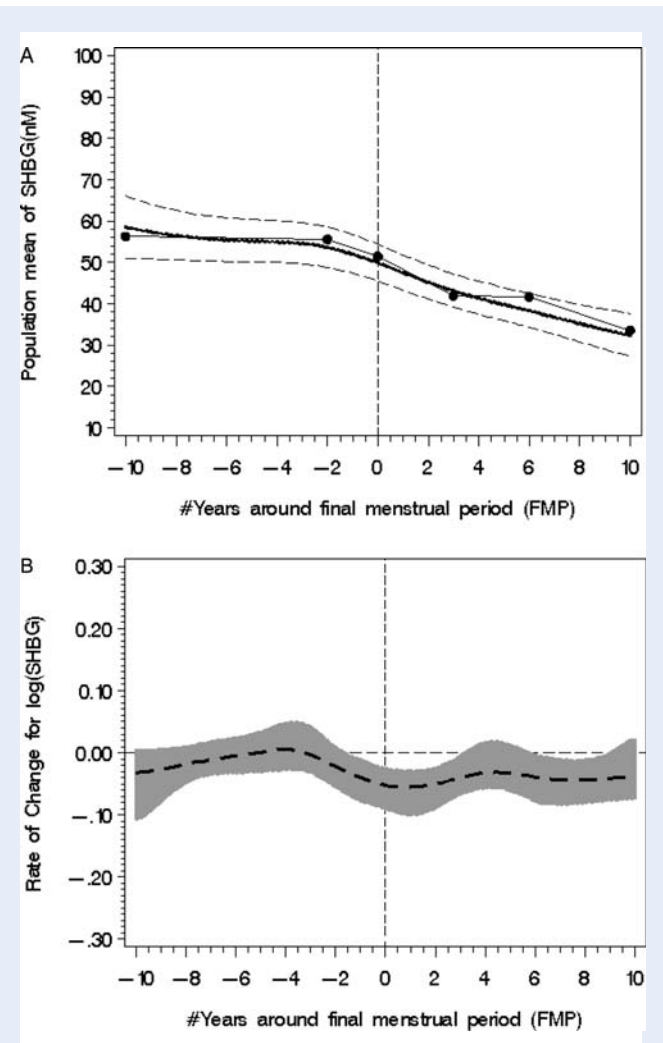 A
Population mean of SHBG(nM)
100
90
80
70
60
50
40
30
20
10
−10 −8 −6 −4 −2 0 2 4 6 8 10
#Years around final menstrual period (FMP)
B
Rate of Change for log(SHBG)
0.30
0.20
0.10
0.00
−.10
−.20
−.30
−10 −8 −6 −4 −2 0 2 4 6 8 10
#Years around final menstrual period (FMP)